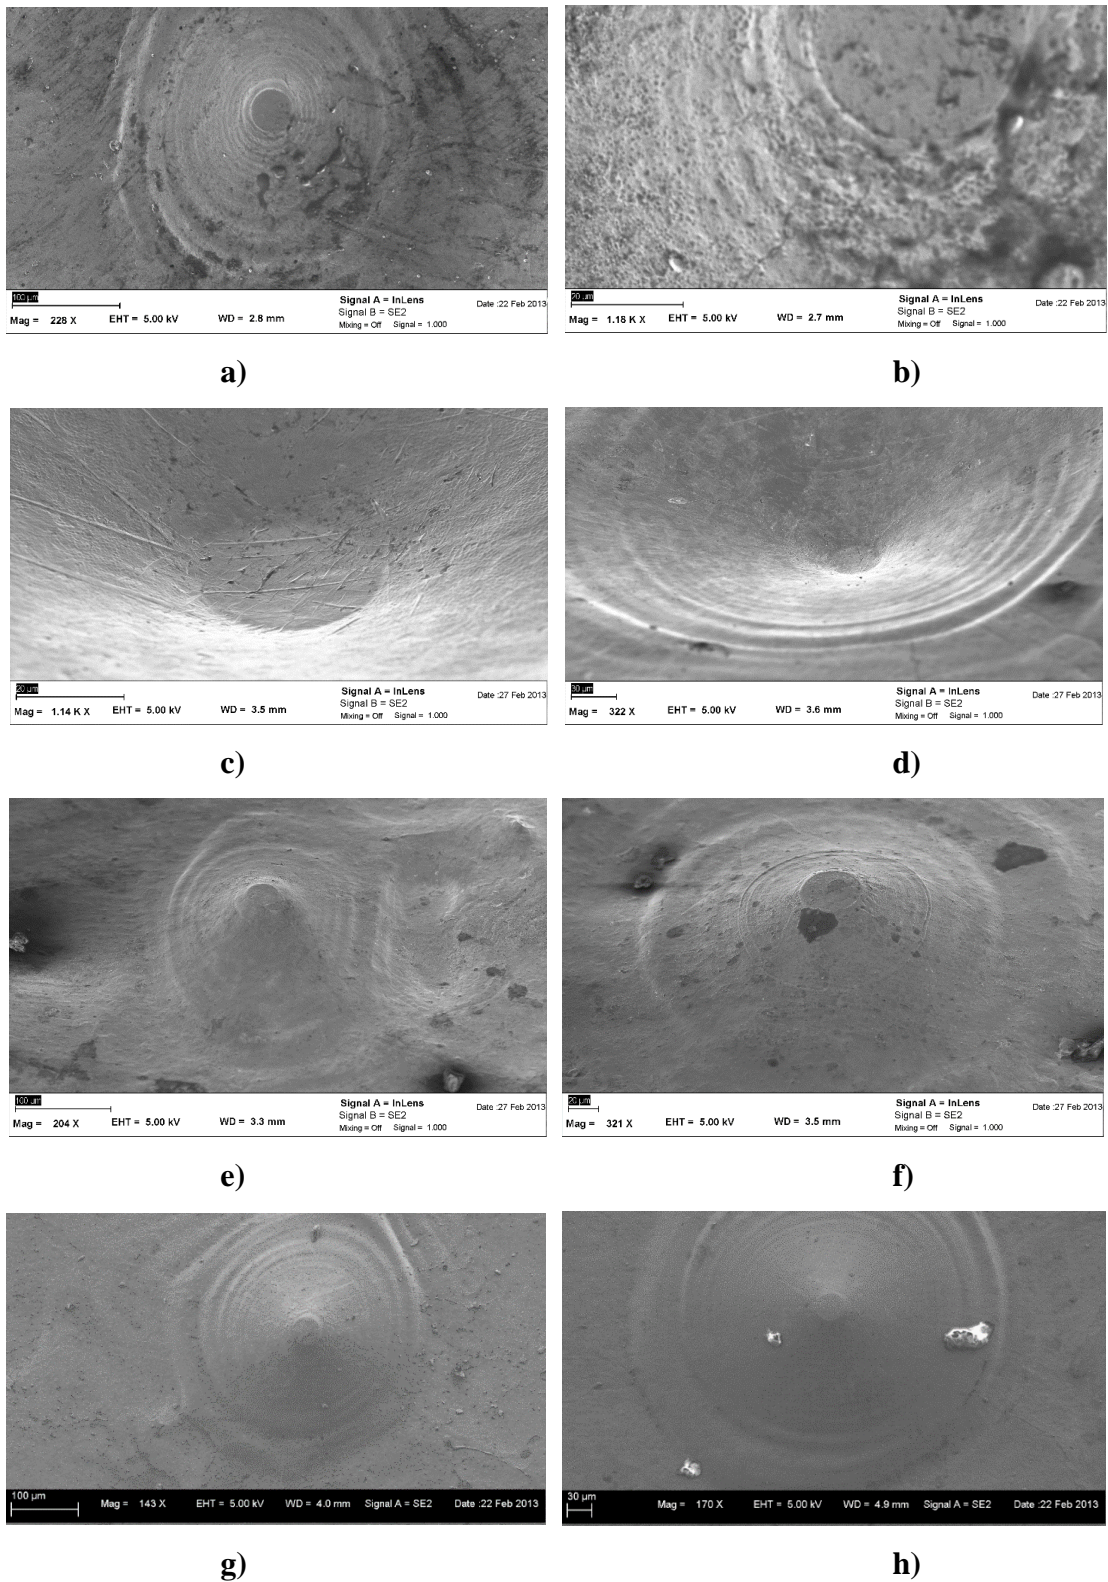 100 µm
Mag = 228 X EHT = 5.00 kV WD = 2.8 mm
Signal A = InLens
Signal B = SE2
Mixing = Off Signal = 1.000
Date :22 Feb 2013
a)
20 µm
Mag = 1.18 K X EHT = 5.00 kV WD = 2.7 mm
Signal A = InLens
Signal B = SE2
Mixing = Off Signal = 1.000
Date :22 Feb 2013
b)
20 µm
Mag = 1.14 K X EHT = 5.00 kV WD = 3.5 mm
Signal A = InLens
Signal B = SE2
Mixing = Off Signal = 1.000
Date :27 Feb 2013
c)
30 µm
Mag = 322 X EHT = 5.00 kV WD = 3.6 mm
Signal A = InLens
Signal B = SE2
Mixing = Off Signal = 1.000
Date :27 Feb 2013
d)
100 µm
Mag = 204 X EHT = 5.00 kV WD = 3.3 mm
Signal A = InLens
Signal B = SE2
Mixing = Off Signal = 1.000
Date :27 Feb 2013
e)
20 µm
Mag = 321 X EHT = 5.00 kV WD = 3.5 mm
Signal A = InLens
Signal B = SE2
Mixing = Off Signal = 1.000
Date :27 Feb 2013
f)
100 µm
Mag = 143 X EHT = 5.00 kV WD = 4.0 mm Signal A = SE2 Date :22 Feb 2013
g)
30 µm
Mag = 170 X EHT = 5.00 kV WD = 4.9 mm Signal A = SE2 Date :22 Feb 2013
h)